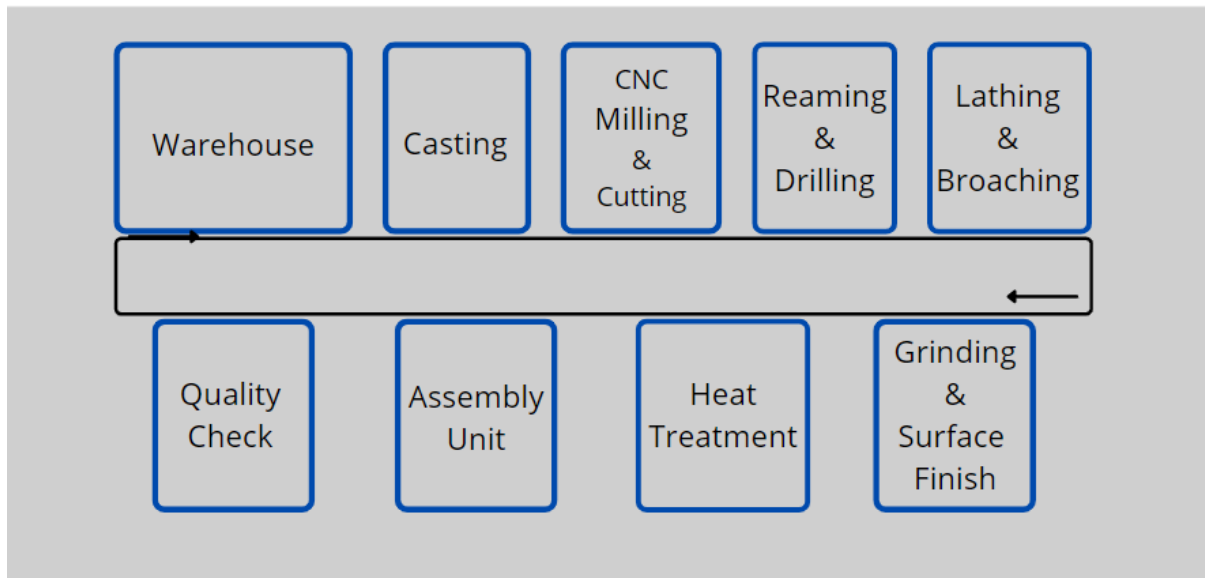 Warehouse
Casting
CNC
Milling
&
Cutting
Reaming
&
Drilling
Lathing
&
Broaching
Quality
Check
Assembly
Unit
Heat
Treatment
Grinding
&
Surface
Finish